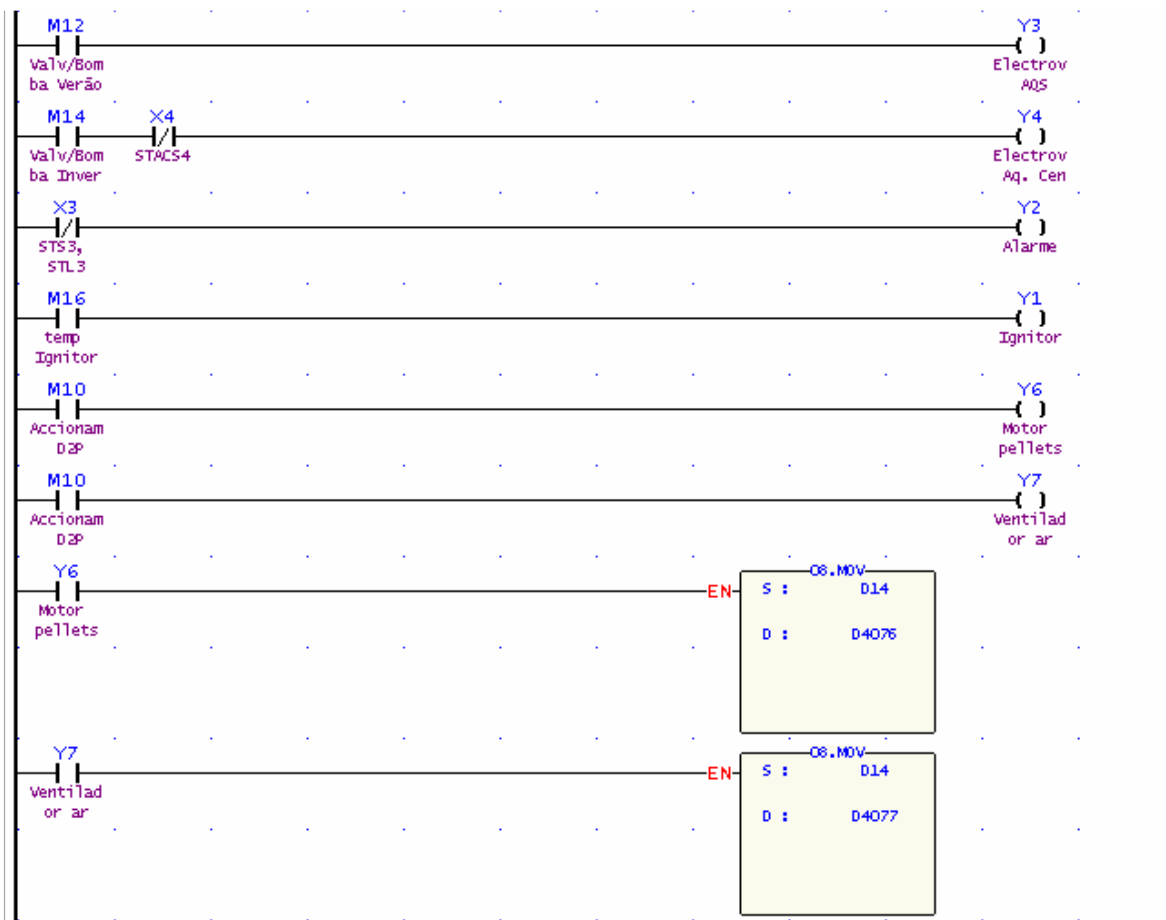 M12
Y3
Valv/Bom
ba Verão
Electrov
AQS
M14
X4
Y4
Valv/Bom
ba Inver
STACS4
Electrov
Aq. Cen
X3
Y2
STS3,
STL3
Alarme
M16
Y1
temp
Ignitor
Ignitor
M10
Y6
Accionam
D2P
Motor
pellets
M10
Y7
Accionam
D2P
Ventilad
or ar
Y6
08.MOV
Motor
pellets
EN
S : D14
D : D4076
Y7
08.MOV
Ventilad
or ar
EN
S : D14
D : D4077